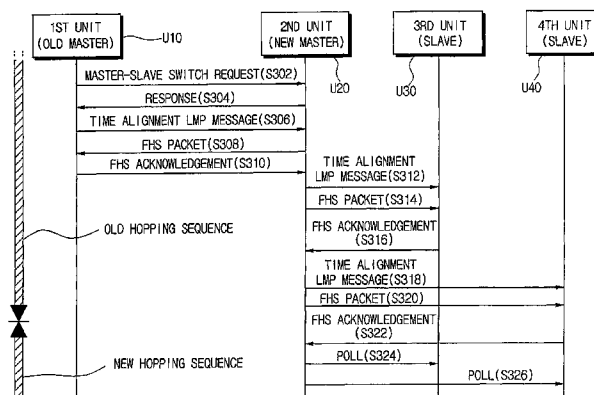 1ST UNIT
(OLD MASTER)
U10
2ND UNIT
(NEW MASTER)
U20
3RD UNIT
(SLAVE)
U30
4TH UNIT
(SLAVE)
U40
MASTER-SLAVE SWITCH REQUEST(S302)
RESPONSE(S304)
TIME ALIGNMENT LMP MESSAGE(S306)
FHS PACKET(S308)
FHS ACKNOWLEDGEMENT(S310)
TIME ALIGNMENT
LMP MESSAGE(S312)
FHS PACKET(S314)
FHS ACKNOWLEDGEMENT
(S316)
OLD HOPPING SEQUENCE
TIME ALIGNMENT
LMP MESSAGE(S318)
FHS PACKET(S320)
FHS ACKNOWLEDGEMENT
(S322)
POLL(S324)
NEW HOPPING SEQUENCE
POLL(S326)